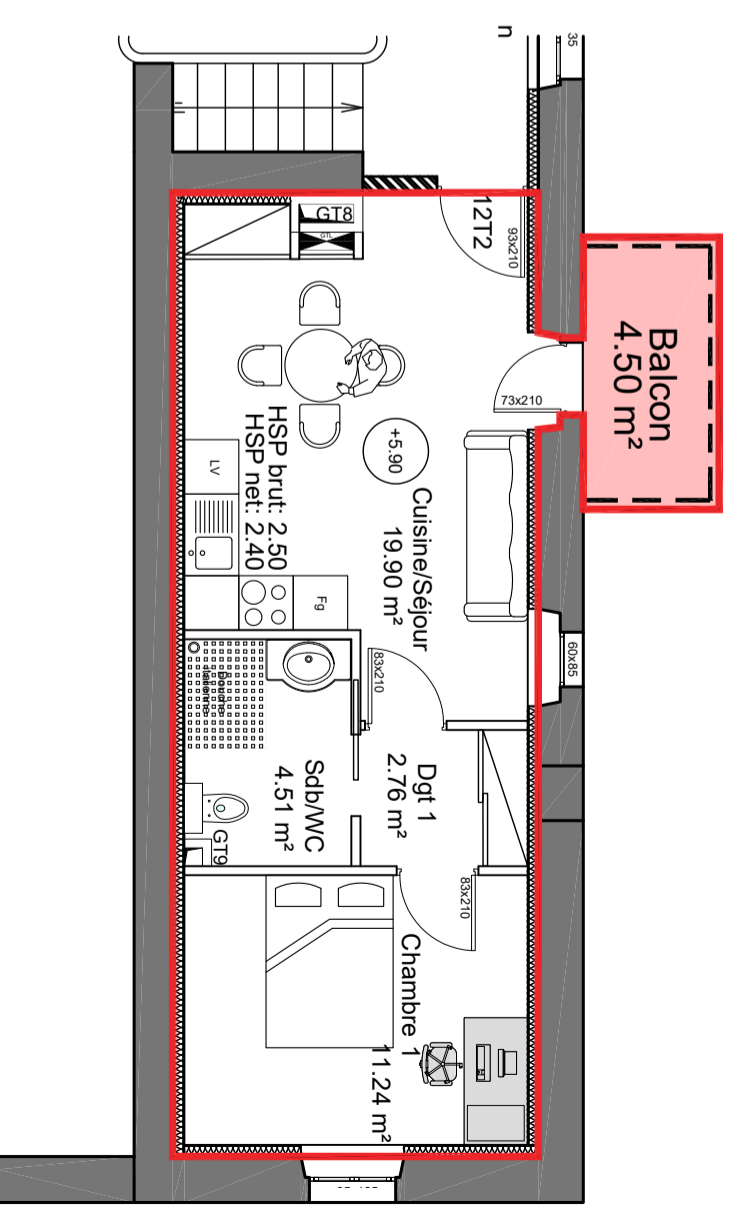 n
35
GT8
GTL
12T2
93x210
Balcon
4.50 m²
73x210
+5.90
HSP brut: 2.50
HSP net: 2.40
LV
Cuisine/Séjour
19.90 m²
Fg
60x85
83x210
Douche
italienne
Sdb/WC
4.51 m²
Dgt 1
2.76 m²
GT9
83x210
Chambre 1
11.24 m²